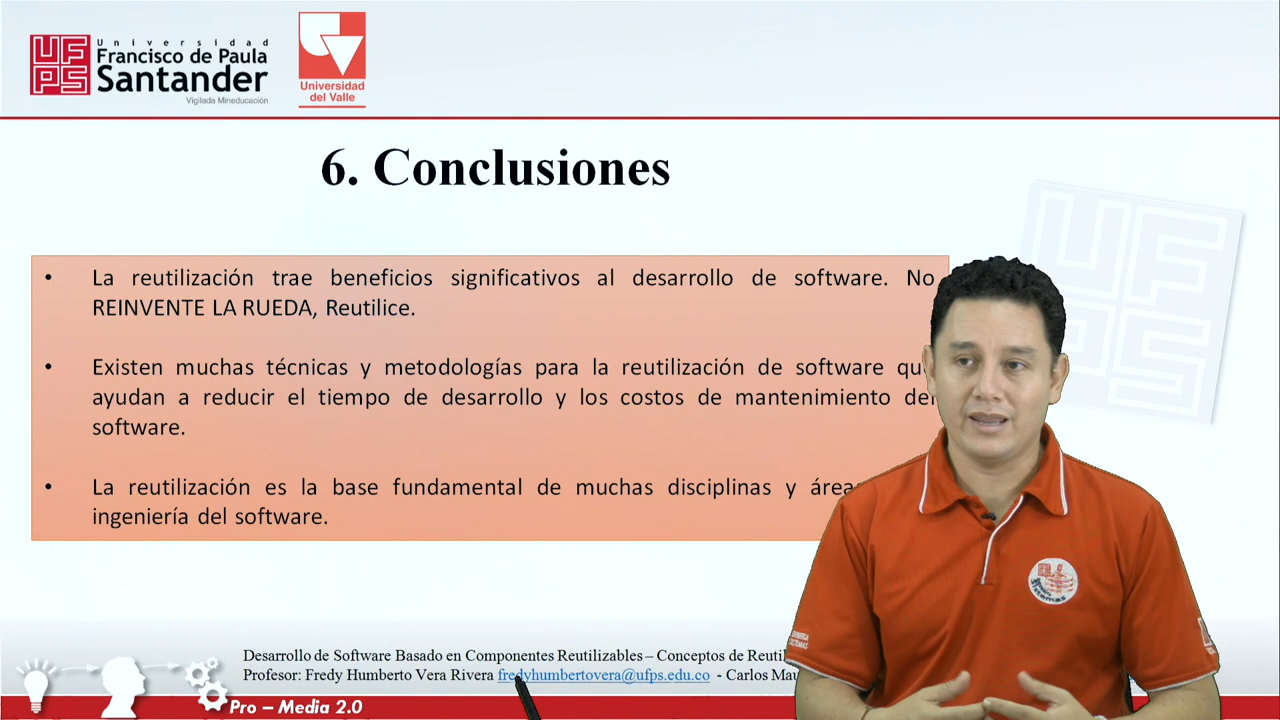 Universidad
Francisco de Paula
Santander
Vigilada Mineducación
UFPS
Universidad
del Valle
6. Conclusiones
• La reutilización trae beneficios significativos al desarrollo de software. No
REINVENTE LA RUEDA, Reutilice.
• Existen muchas técnicas y metodologías para la reutilización de software qu
ayudan a reducir el tiempo de desarrollo y los costos de mantenimiento del
software.
• La reutilización es la base fundamental de muchas disciplinas y área
ingeniería del software.
UFPS
Desarrollo de Software Basado en Componentes Reutilizables – Conceptos de Reutil
Profesor: Fredy Humberto Vera Rivera fredyhumbertovera@ufps.edu.co - Carlos Mau
Pro – Media 2.0